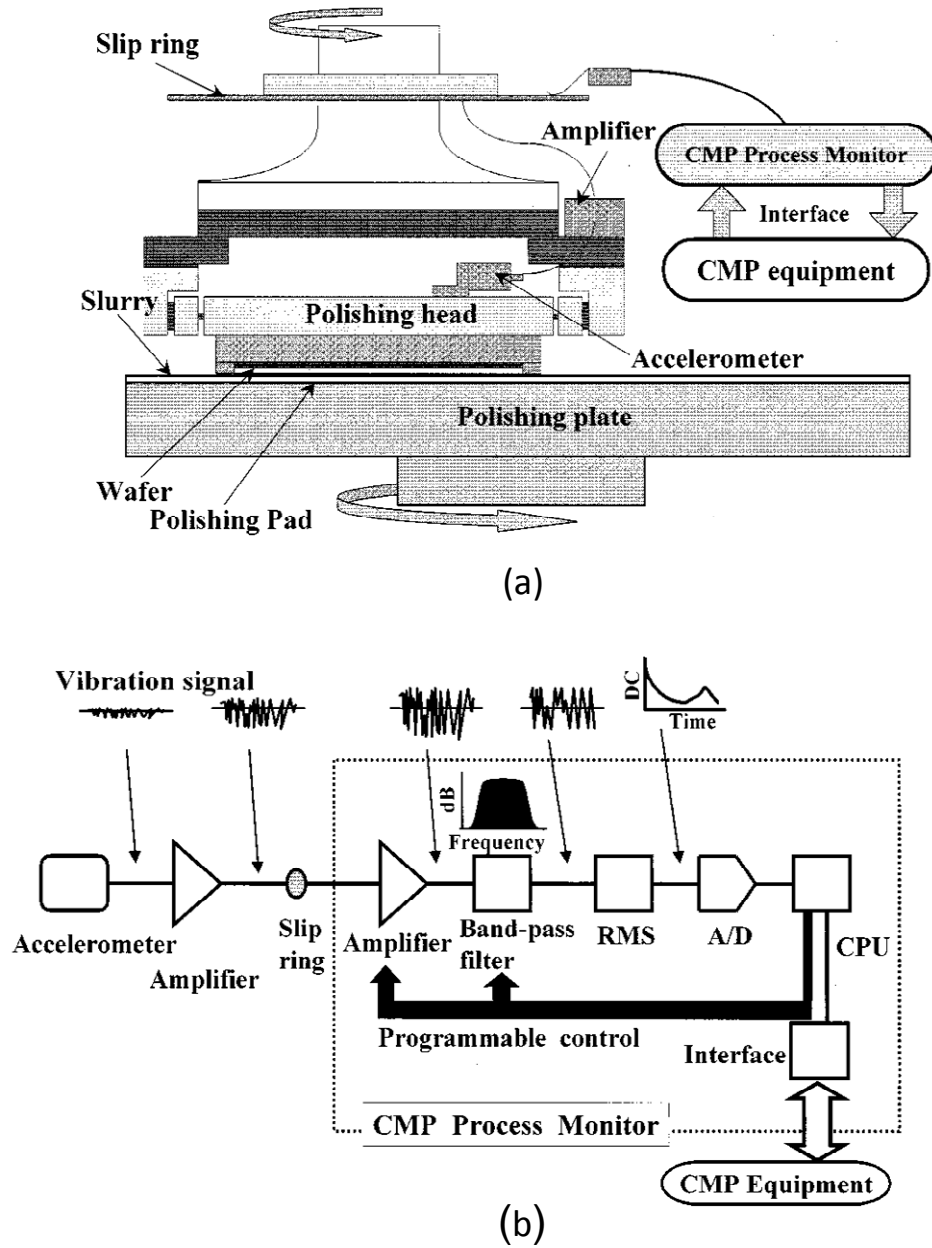 Slip ring
Amplifier
CMP Process Monitor
Interface
CMP equipment
Slurry
Polishing head
Accelerometer
Polishing plate
Wafer
Polishing Pad
(a)
Vibration signal
DC
Time
dB
Frequency
Accelerometer
Amplifier
Slip
ring
Amplifier
Band-pass
filter
RMS
A/D
CPU
Programmable control
Interface
CMP Process Monitor
CMP Equipment
(b)